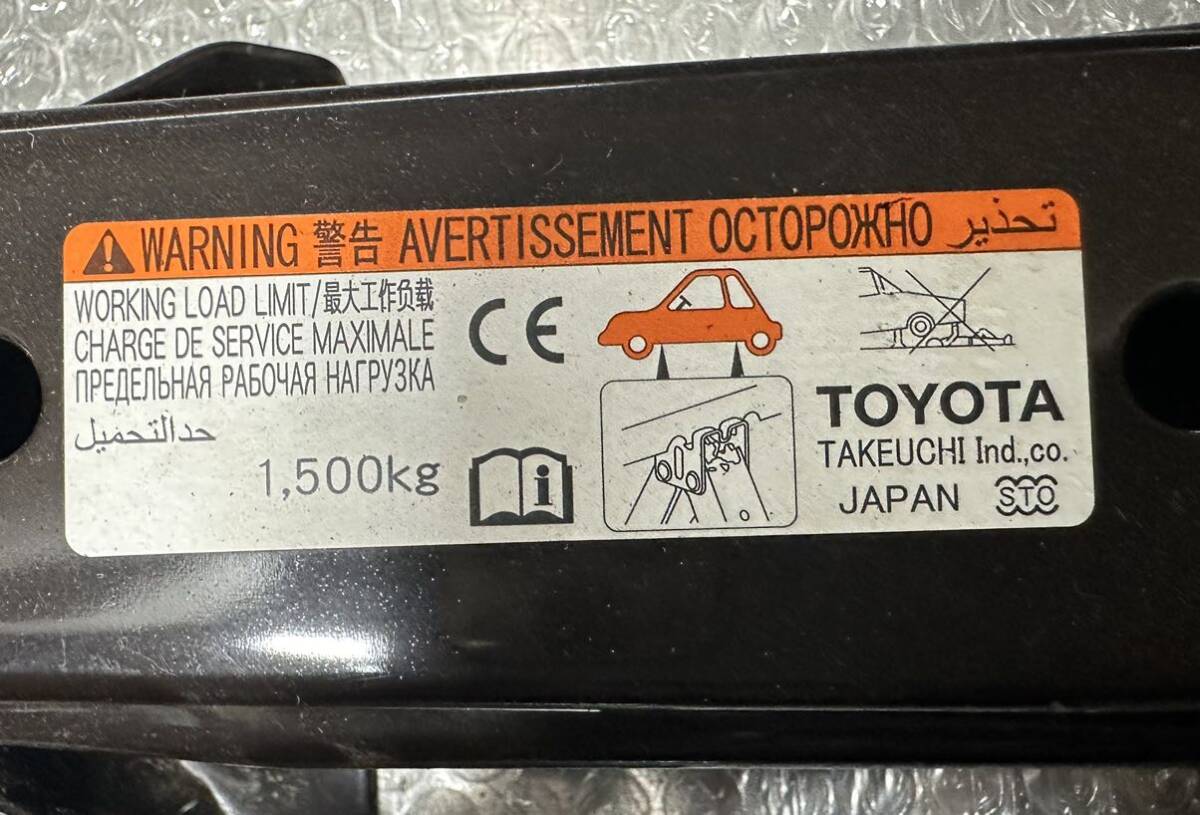 WARNING 警告 AVERTISSEMENT ОСТОРОЖНО تحذير
WORKING LOAD LIMIT/最大工作负载
CHARGE DE SERVICE MAXIMALE
ПРЕДЕЛЬНАЯ РАБОЧАЯ НАГРУЗКА
حدالتحميل
1,500kg
CE
i
TOYOTA
TAKEUCHI Ind.,co.
JAPAN STO